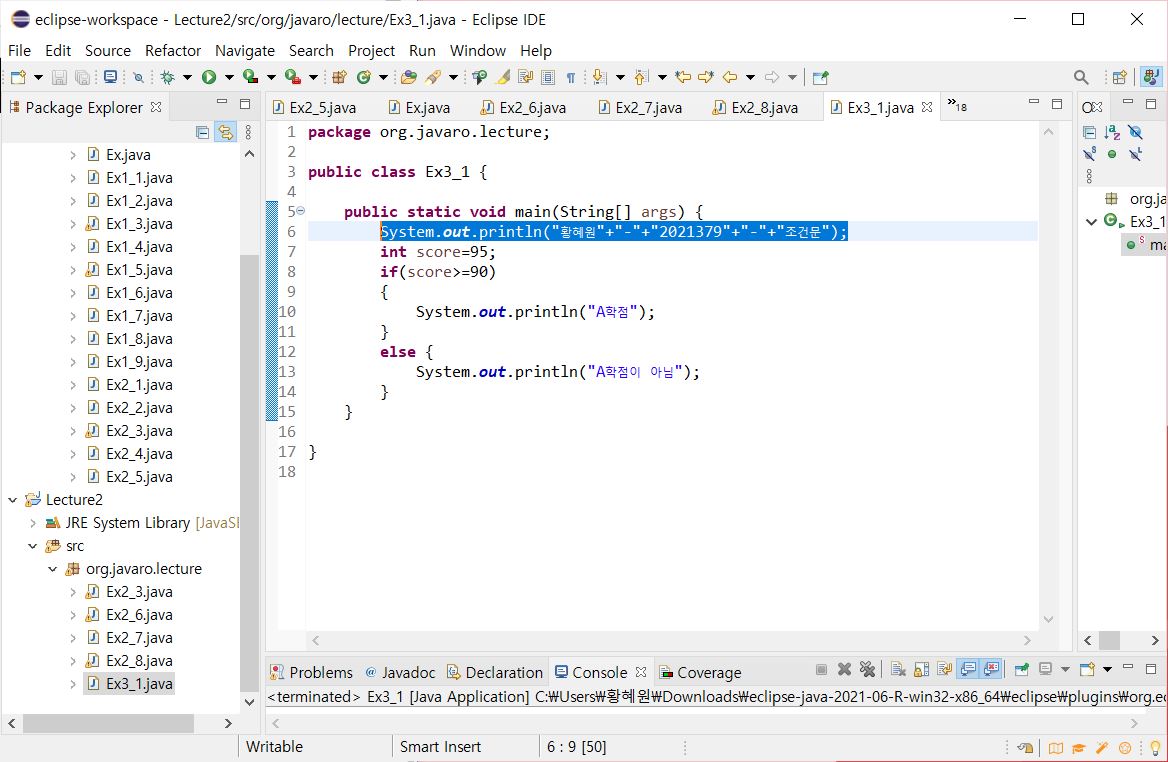 eclipse-workspace - Lecture2/src/org/javaro/lecture/Ex3_1.java - Eclipse IDE
File Edit Source Refactor Navigate Search Project Run Window Help
Package Explorer
Ex.java
Ex1_1.java
Ex1_2.java
Ex1_3.java
Ex1_4.java
Ex1_5.java
Ex1_6.java
Ex1_7.java
Ex1_8.java
Ex1_9.java
Ex2_1.java
Ex2_2.java
Ex2_3.java
Ex2_4.java
Ex2_5.java
Lecture2
JRE System Library [JavaSE
src
org.javaro.lecture
Ex2_3.java
Ex2_6.java
Ex2_7.java
Ex2_8.java
Ex3_1.java
Ex2_5.java Ex.java Ex2_6.java Ex2_7.java Ex2_8.java Ex3_1.java »18
1 package org.javaro.lecture;
2
3 public class Ex3_1 {
4
5 public static void main(String[] args) {
6 System.out.println("황혜원"+"-"+"2021379"+"-"+"조건문");
7 int score=95;
8 if(score>=90)
9 {
10 System.out.println("A학점");
11 }
12 else {
13 System.out.println("A학점이 아님");
14 }
15 }
16
17 }
18
org.ja
Ex3_1
ma
Problems @ Javadoc Declaration Console Coverage
<terminated> Ex3_1 [Java Application] C:₩Users₩황혜원₩Downloads₩eclipse-java-2021-06-R-win32-x86_64₩eclipse₩plugins₩org.ec
Writable Smart Insert 6 : 9 [50]